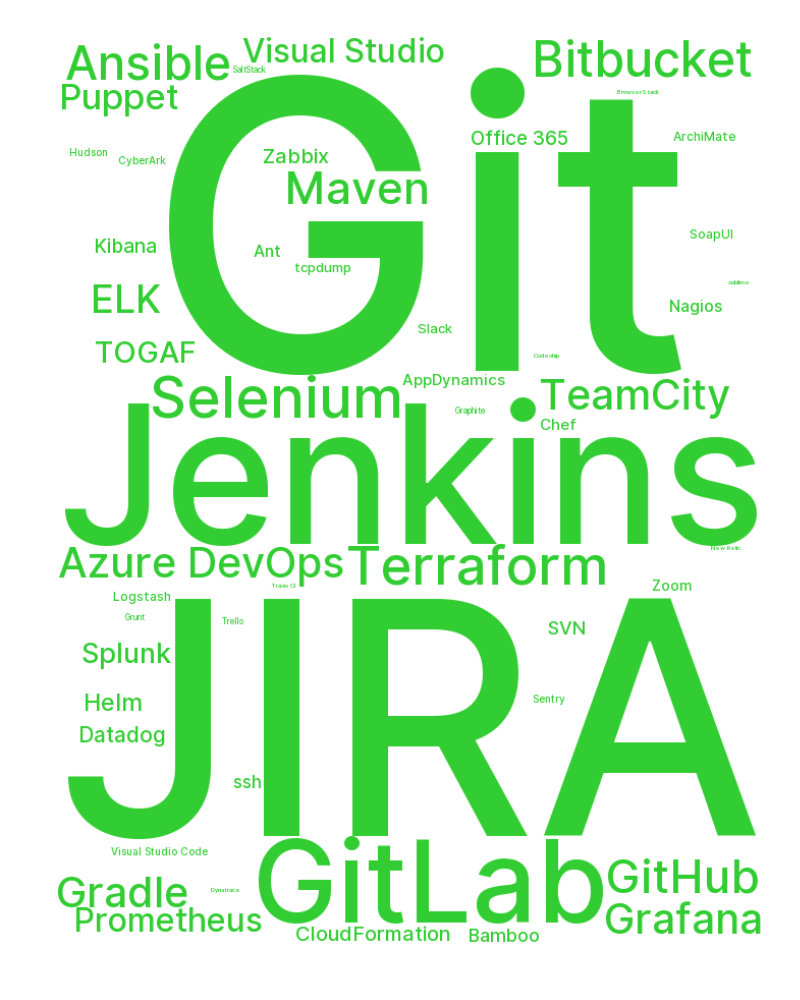 Ansible
Visual Studio
Bitbucket
SaltStack
Puppet
BrowserStack
Git
Office 365
ArchiMate
Hudson
CyberArk
Zabbix
Maven
Kibana
Ant
tcpdump
SoapUI
sublime
ELK
Nagios
Slack
TOGAF
Codeship
Selenium
AppDynamics
TeamCity
Graphite
Chef
Jenkins
New Relic
Azure DevOps
Terraform
Travis CI
Zoom
Logstash
Grunt
Trello
SVN
Splunk
JIRA
Helm
Sentry
Datadog
ssh
Visual Studio Code
GitLab
GitHub
Gradle
Dynatrace
Prometheus
Grafana
CloudFormation
Bamboo